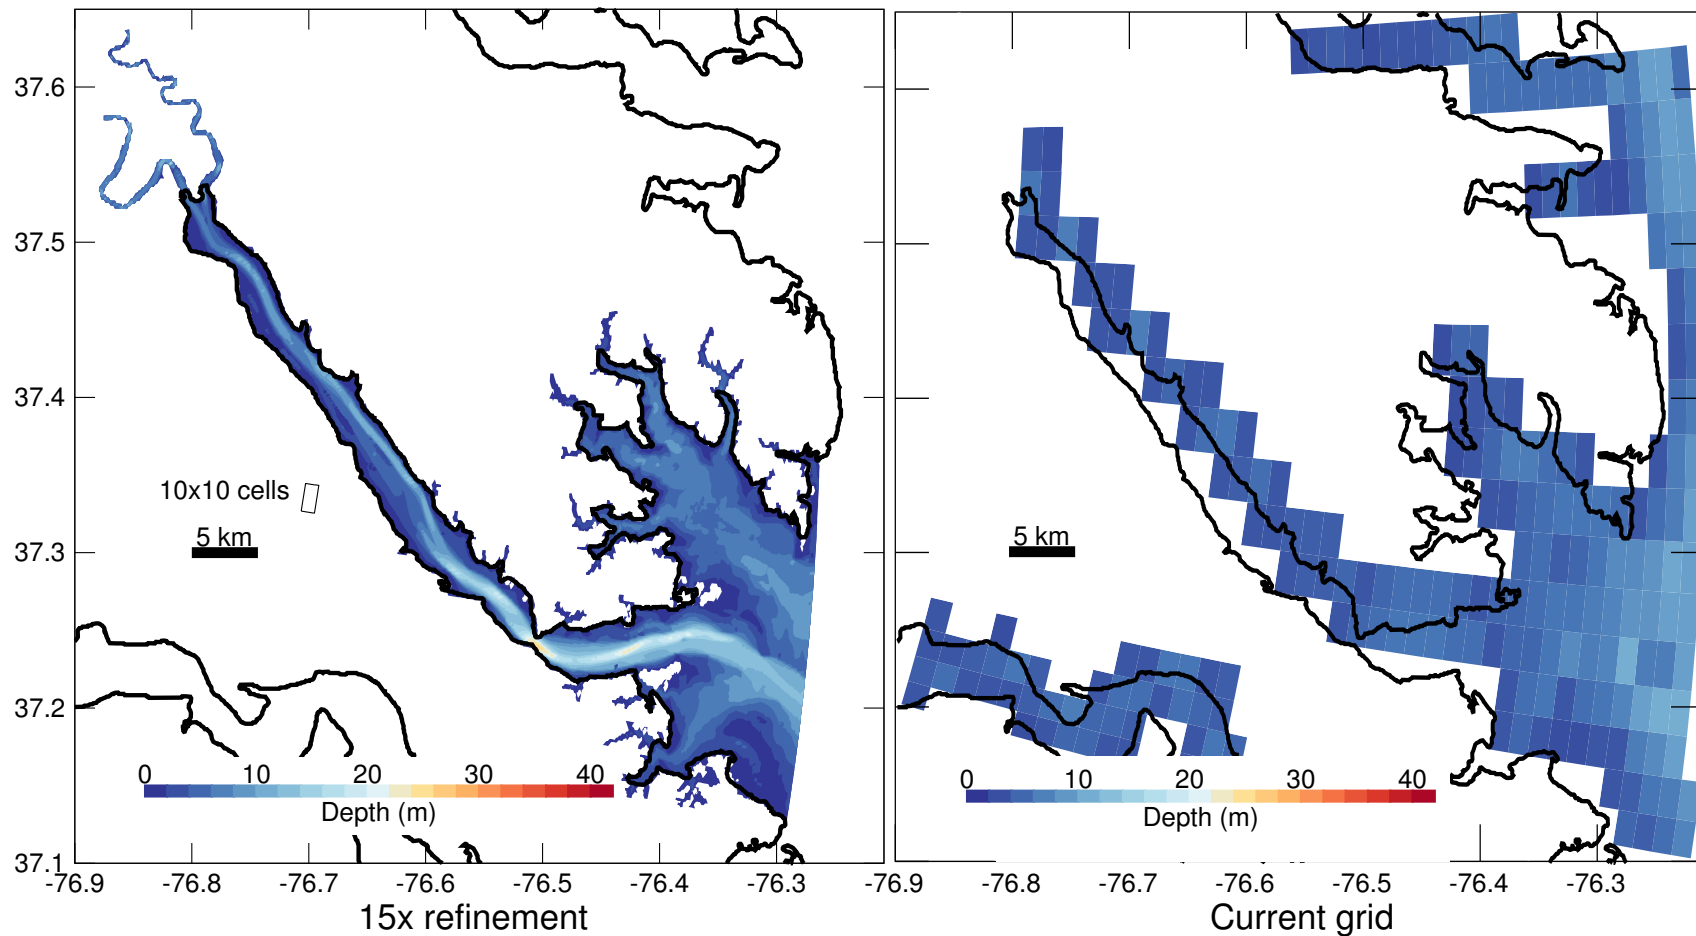 37.6
37.5
37.4
10x10 cells
5 km
5 km
37.3
37.2
0 10 20 30 40
0 10 20 30 40
Depth (m)
Depth (m)
37.1
-76.9 -76.8 -76.7 -76.6 -76.5 -76.4 -76.3
-76.9 -76.8 -76.7 -76.6 -76.5 -76.4 -76.3
15x refinement
Current grid